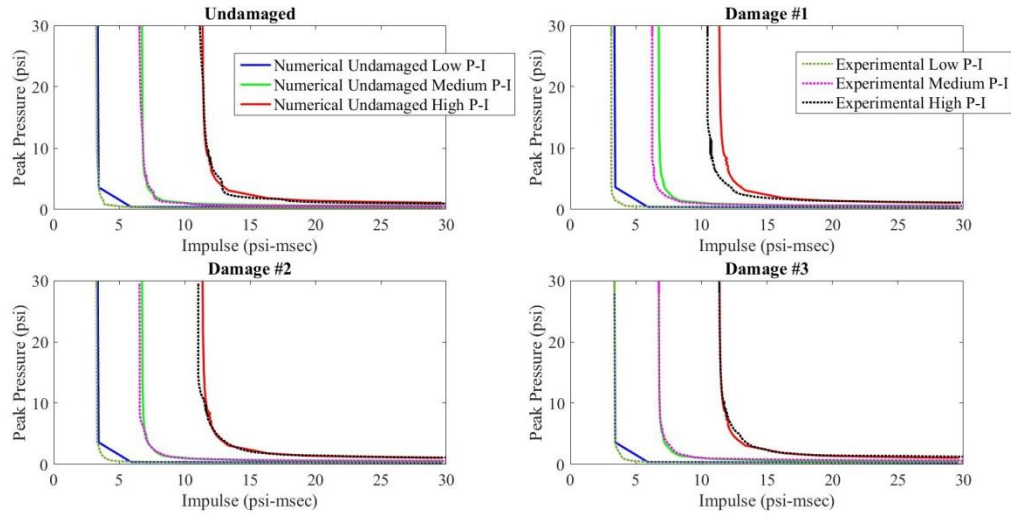 Undamaged
30
20
10
0
Peak Pressure (psi)
Numerical Undamaged Low P-I
Numerical Undamaged Medium P-I
Numerical Undamaged High P-I
0 5 10 15 20 25 30
Impulse (psi-msec)
Damage #1
30
20
10
0
Peak Pressure (psi)
Experimental Low P-I
Experimental Medium P-I
Experimental High P-I
0 5 10 15 20 25 30
Impulse (psi-msec)
Damage #2
30
20
10
0
Peak Pressure (psi)
0 5 10 15 20 25 30
Impulse (psi-msec)
Damage #3
30
20
10
0
Peak Pressure (psi)
0 5 10 15 20 25 30
Impulse (psi-msec)